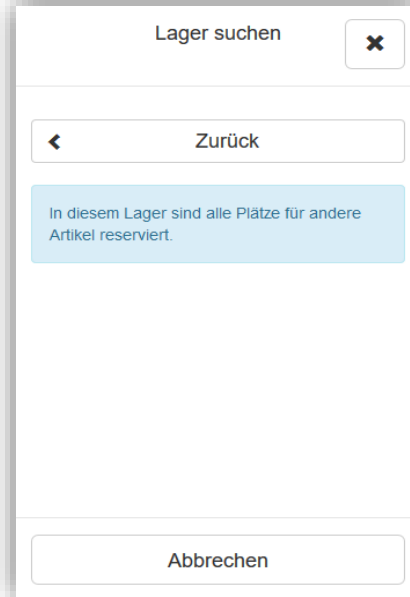 Lager suchen
Zurück
In diesem Lager sind alle Plätze für andere
Artikel reserviert.
Abbrechen